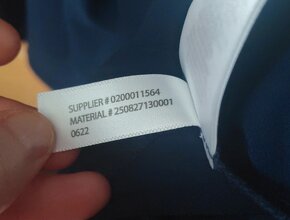 SUPPLIER # 0200011564
MATERIAL # 250827130001
0622